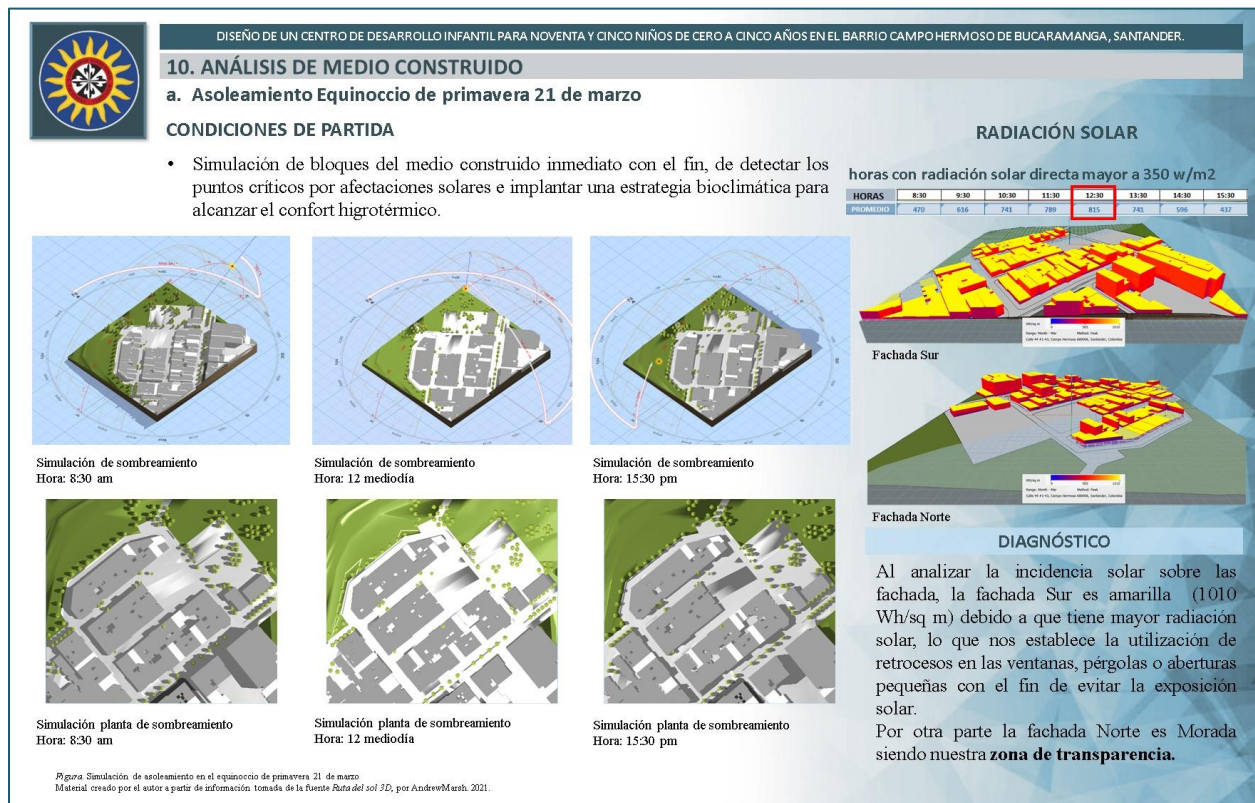 DISEÑO DE UN CENTRO DE DESARROLLO INFANTIL PARA NOVENTA Y CINCO NIÑOS DE CERO A CINCO AÑOS EN EL BARRIO CAMPO HERMOSO DE BUCARAMANGA, SANTANDER.
10. ANÁLISIS DE MEDIO CONSTRUIDO
a. Asoleamiento Equinoccio de primavera 21 de marzo
CONDICIONES DE PARTIDA
• Simulación de bloques del medio construido inmediato con el fin, de detectar los
puntos críticos por afectaciones solares e implantar una estrategia bioclimática para
alcanzar el confort higrotérmico.
Simulación de sombreamiento
Hora: 8:30 am
Simulación de sombreamiento
Hora: 12 mediodía
Simulación de sombreamiento
Hora: 15:30 pm
Simulación planta de sombreamiento
Hora: 8:30 am
Simulación planta de sombreamiento
Hora: 12 mediodía
Simulación planta de sombreamiento
Hora: 15:30 pm
Figura. Simulación de asoleamiento en el equinoccio de primavera 21 de marzo
Material creado por el autor a partir de información tomada de la fuente Ruta del sol 3D, por AndrewMarsh. 2021.
RADIACIÓN SOLAR
horas con radiación solar directa mayor a 350 w/m2
HORAS 8:30 9:30 10:30 11:30 12:30 13:30 14:30 15:30
PROMEDIO 470 616 741 789 815 741 596 437
Fachada Sur
Fachada Norte
DIAGNÓSTICO
Al analizar la incidencia solar sobre las
fachada, la fachada Sur es amarilla (1010
Wh/sq m) debido a que tiene mayor radiación
solar, lo que nos establece la utilización de
retrocesos en las ventanas, pérgolas o aberturas
pequeñas con el fin de evitar la exposición
solar.
Por otra parte la fachada Norte es Morada
siendo nuestra zona de transparencia.